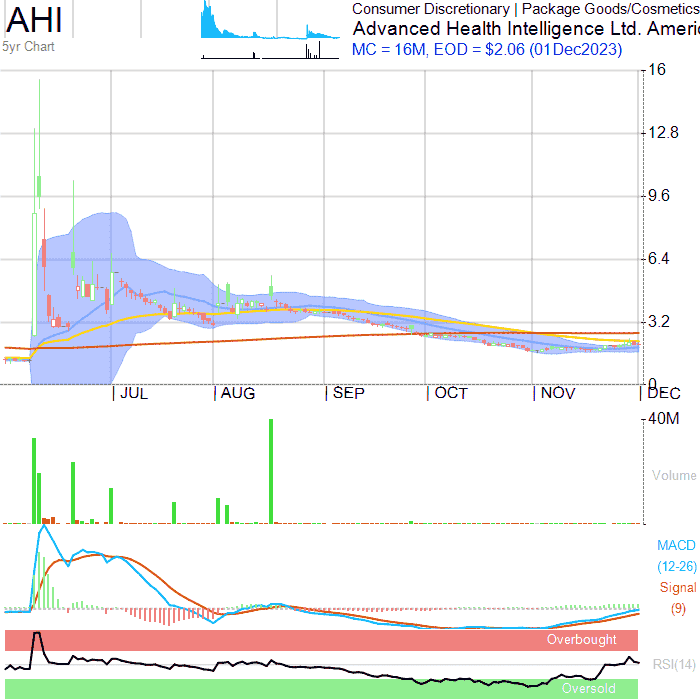 AHI
5yr Chart
Consumer Discretionary | Package Goods/Cosmetics
Advanced Health Intelligence Ltd. Ameri
MC = 16M, EOD = $2.06 (01Dec2023)
16
12.8
9.6
6.4
3.2
0
| JUL | AUG | SEP | OCT | NOV | DEC
40M
Volume
MACD
(12-26)
Signal
(9)
Overbought
RSI(14)
Oversold